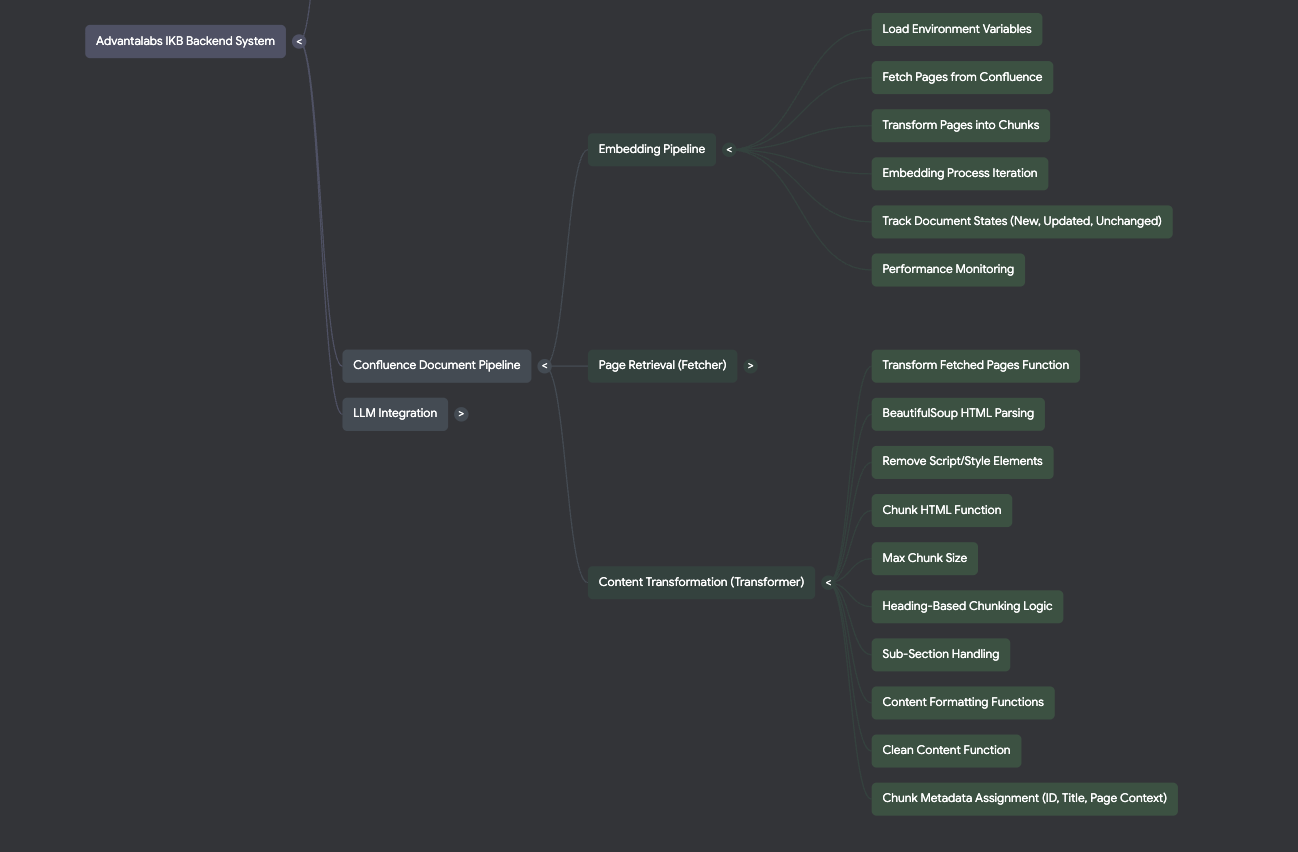 Advantalabs IKB Backend System
<
Confluence Document Pipeline
<
Embedding Pipeline
<
Load Environment Variables
Fetch Pages from Confluence
Transform Pages into Chunks
Embedding Process Iteration
Track Document States (New, Updated, Unchanged)
Performance Monitoring
Page Retrieval (Fetcher)
>
Content Transformation (Transformer)
<
Transform Fetched Pages Function
BeautifulSoup HTML Parsing
Remove Script/Style Elements
Chunk HTML Function
Max Chunk Size
Heading-Based Chunking Logic
Sub-Section Handling
Content Formatting Functions
Clean Content Function
Chunk Metadata Assignment (ID, Title, Page Context)
LLM Integration
>